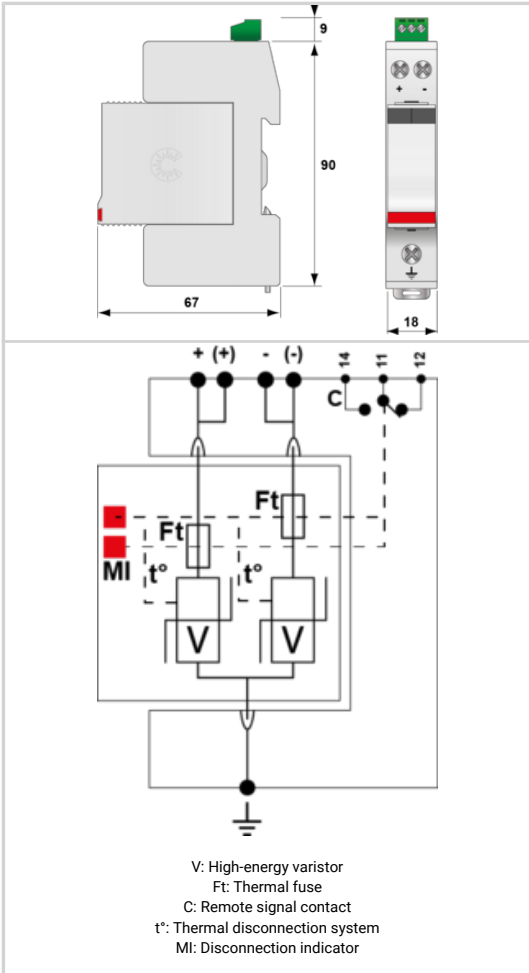 9
90
67
+ -
18
+ (+) - (-) 14 11 12
C
Ft
Ft
MI t° t°
V V
V: High-energy varistor
Ft: Thermal fuse
C: Remote signal contact
t°: Thermal disconnection system
MI: Disconnection indicator